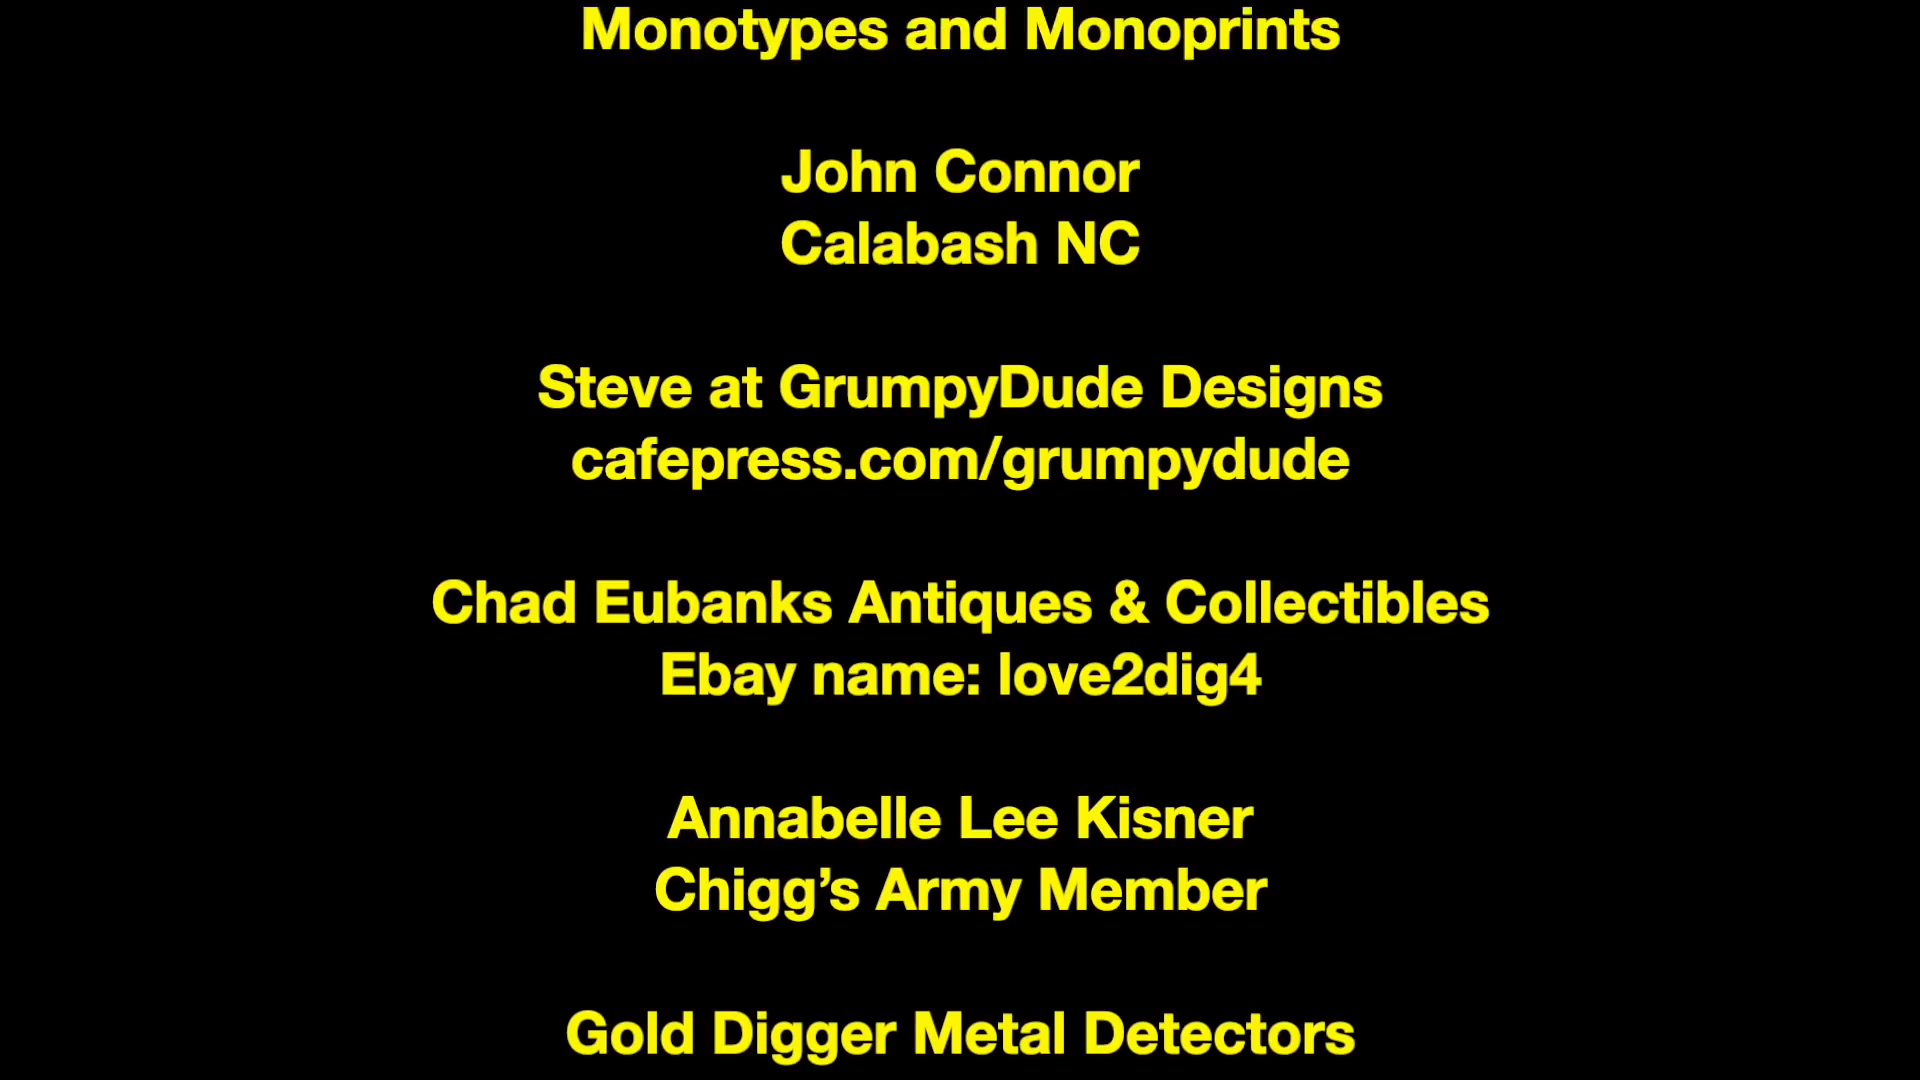 Monotypes and Monoprints
John Connor
Calabash NC
Steve at GrumpyDude Designs
cafepress.com/grumpydude
Chad Eubanks Antiques & Collectibles
Ebay name: love2dig4
Annabelle Lee Kisner
Chigg’s Army Member
Gold Digger Metal Detectors